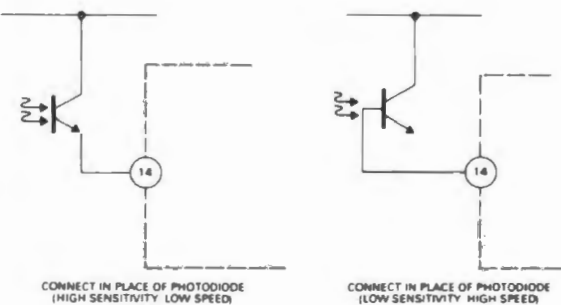 14
14
CONNECT IN PLACE OF PHOTODIODE
(HIGH SENSITIVITY LOW SPEED)
CONNECT IN PLACE OF PHOTODIODE
(LOW SENSITIVITY HIGH SPEED)